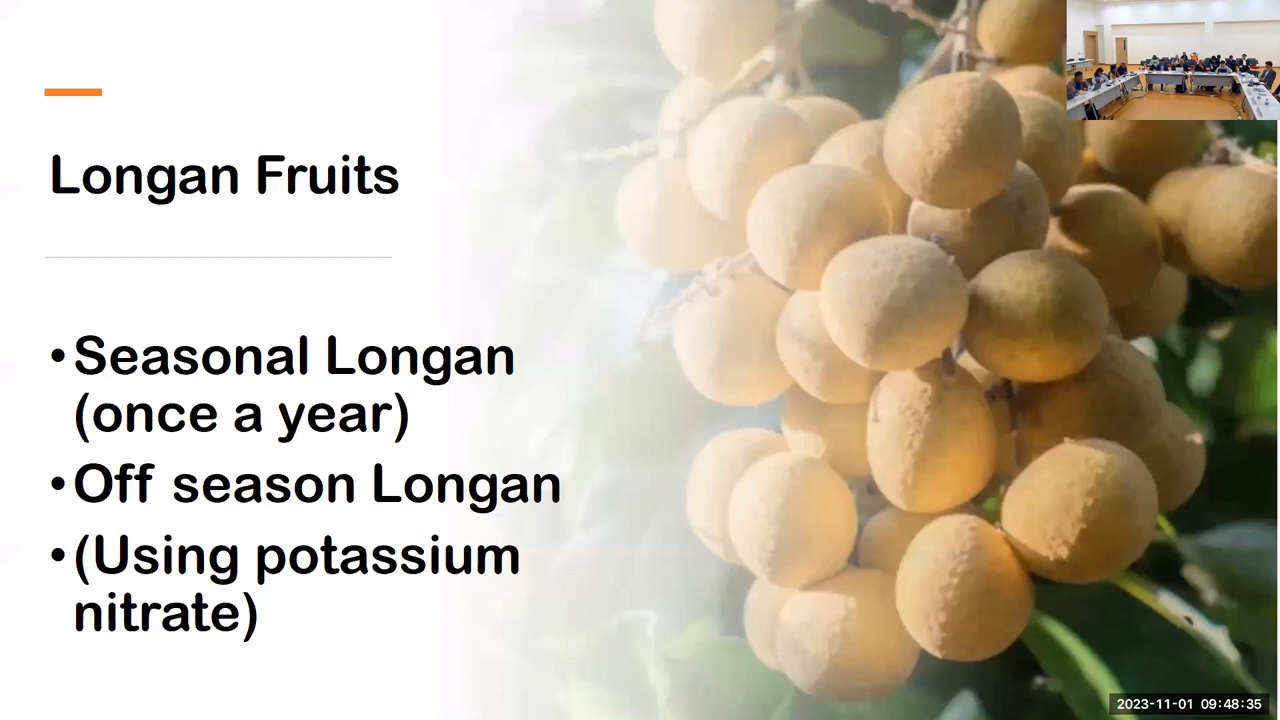 Longan Fruits
• Seasonal Longan
(once a year)
• Off season Longan
• (Using potassium
nitrate)
2023-11-01 09:48:35